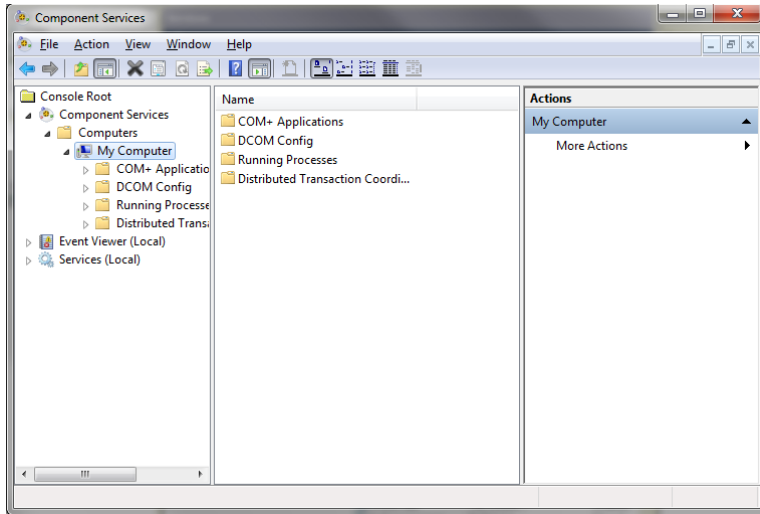 Component Services
File Action View Window Help
Console Root
Component Services
Computers
My Computer
COM+ Applicatio
DCOM Config
Running Processe
Distributed Transa
Event Viewer (Local)
Services (Local)
Name
COM+ Applications
DCOM Config
Running Processes
Distributed Transaction Coordi...
Actions
My Computer
More Actions